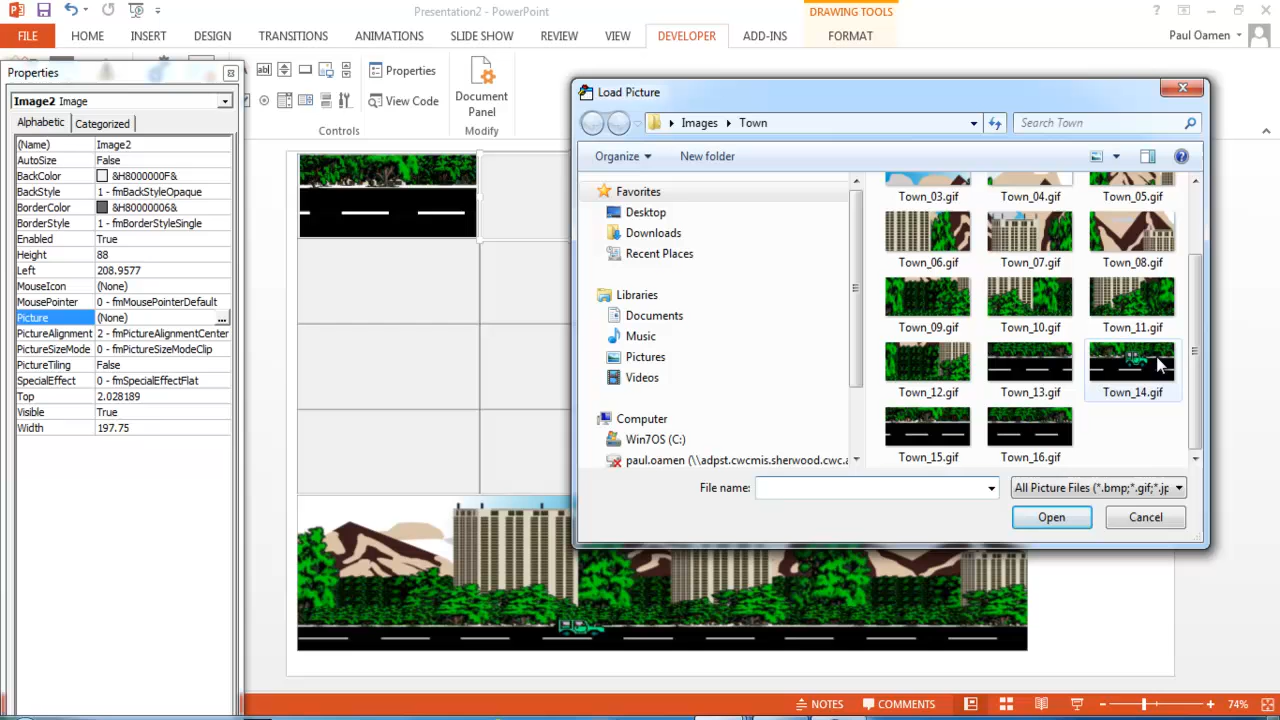 Presentation2 - PowerPoint
DRAWING TOOLS
FILE
HOME
INSERT
DESIGN
TRANSITIONS
ANIMATIONS
SLIDE SHOW
REVIEW
VIEW
DEVELOPER
ADD-INS
FORMAT
Paul Oamen
Properties
View Code
Controls
Document
Panel
Modify
Properties
Image2 Image
Alphabetic
Categorized
(Name) Image2
AutoSize False
BackColor &H8000000F&
BackStyle 1 - fmBackStyleOpaque
BorderColor &H80000006&
BorderStyle 1 - fmBorderStyleSingle
Enabled True
Height 88
Left 208.9577
MouseIcon (None)
MousePointer 0 - fmMousePointerDefault
Picture (None) ...
PictureAlignment 2 - fmPictureAlignmentCenter
PictureSizeMode 0 - fmPictureSizeModeClip
PictureTiling False
SpecialEffect 0 - fmSpecialEffectFlat
Top 2.028189
Visible True
Width 197.75
Load Picture
Images
Town
Search Town
Organize
New folder
Favorites
Desktop
Downloads
Recent Places
Libraries
Documents
Music
Pictures
Videos
Computer
Win7OS (C:)
paul.oamen (\\adpst.cwcmis.sherwood.cwc.a
Town_03.gif
Town_04.gif
Town_05.gif
Town_06.gif
Town_07.gif
Town_08.gif
Town_09.gif
Town_10.gif
Town_11.gif
Town_12.gif
Town_13.gif
Town_14.gif
Town_15.gif
Town_16.gif
File name:
All Picture Files (*.bmp;*.gif;*.jp
Open
Cancel
NOTES
COMMENTS
74%